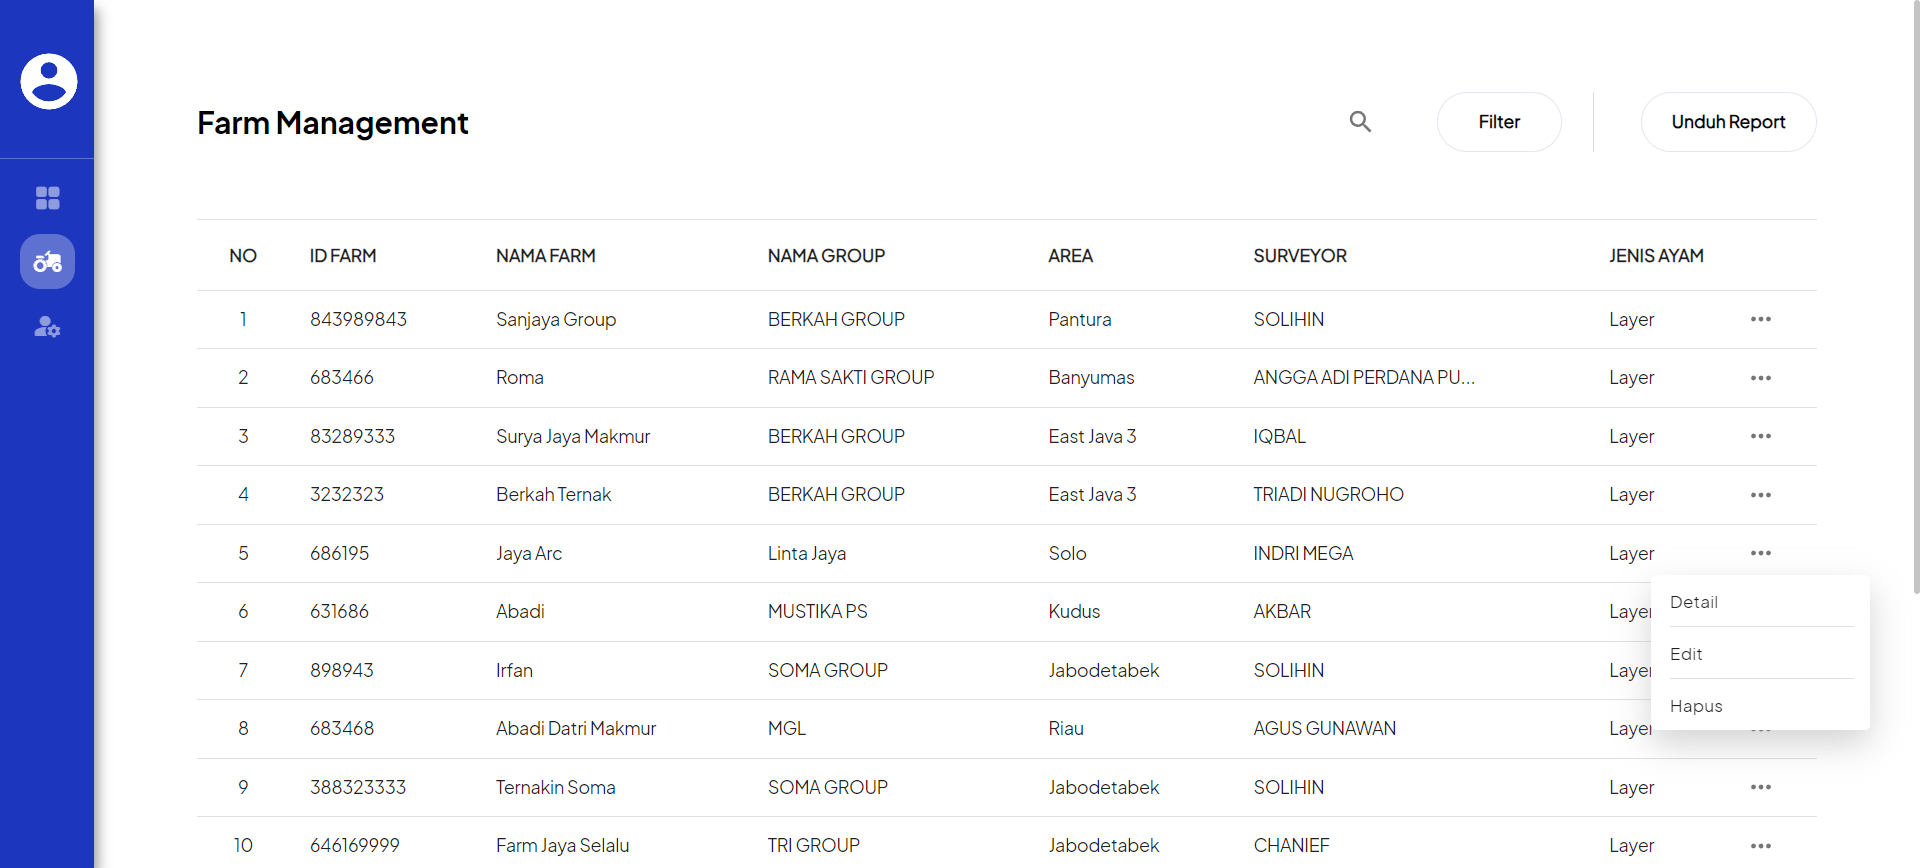 Farm Management
Filter
Unduh Report
NO ID FARM NAMA FARM NAMA GROUP AREA SURVEYOR JENIS AYAM
1 843989843 Sanjaya Group BERKAH GROUP Pantura SOLIHIN Layer
2 683466 Roma RAMA SAKTI GROUP Banyumas ANGGA ADI PERDANA PU... Layer
3 83289333 Surya Jaya Makmur BERKAH GROUP East Java 3 IQBAL Layer
4 3232323 Berkah Ternak BERKAH GROUP East Java 3 TRIADI NUGROHO Layer
5 686195 Jaya Arc Linta Jaya Solo INDRI MEGA Layer
6 631686 Abadi MUSTIKA PS Kudus AKBAR Layer
7 898943 Irfan SOMA GROUP Jabodetabek SOLIHIN Layer
8 683468 Abadi Datri Makmur MGL Riau AGUS GUNAWAN Layer
9 388323333 Ternakin Soma SOMA GROUP Jabodetabek SOLIHIN Layer
10 646169999 Farm Jaya Selalu TRI GROUP Jabodetabek CHANIEF Layer
Detail
Edit
Hapus